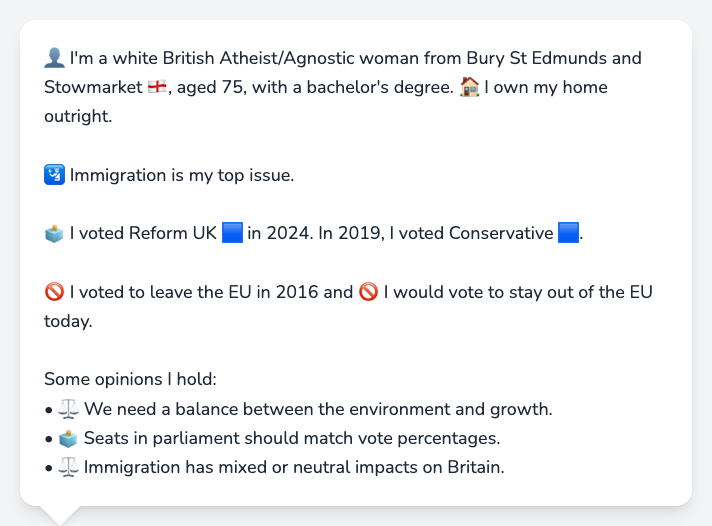 👤 I'm a white British Atheist/Agnostic woman from Bury St Edmunds and
Stowmarket 🏴󠁧󠁢󠁥󠁮󠁧󠁿, aged 75, with a bachelor's degree. 🏠 I own my home
outright.
🛂 Immigration is my top issue.
🗳️ I voted Reform UK 🟦 in 2024. In 2019, I voted Conservative 🟦.
🚫 I voted to leave the EU in 2016 and 🚫 I would vote to stay out of the EU
today.
Some opinions I hold:
• ⚖️ We need a balance between the environment and growth.
• 🗳️ Seats in parliament should match vote percentages.
• ⚖️ Immigration has mixed or neutral impacts on Britain.